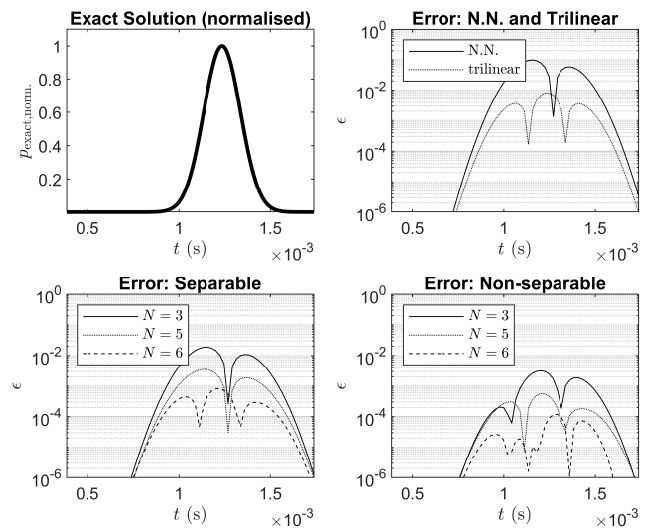 Exact Solution (normalised)
1
0.8
0.6
0.4
0.2
p_exact,norm.
0.5
1
1.5
t (s)
×10^-3
Error: N.N. and Trilinear
N.N.
trilinear
10^0
10^-2
10^-4
10^-6
ϵ
0.5
1
1.5
t (s)
×10^-3
Error: Separable
N = 3
N = 5
N = 6
10^0
10^-2
10^-4
10^-6
ϵ
0.5
1
1.5
t (s)
×10^-3
Error: Non-separable
N = 3
N = 5
N = 6
10^0
10^-2
10^-4
10^-6
ϵ
0.5
1
1.5
t (s)
×10^-3